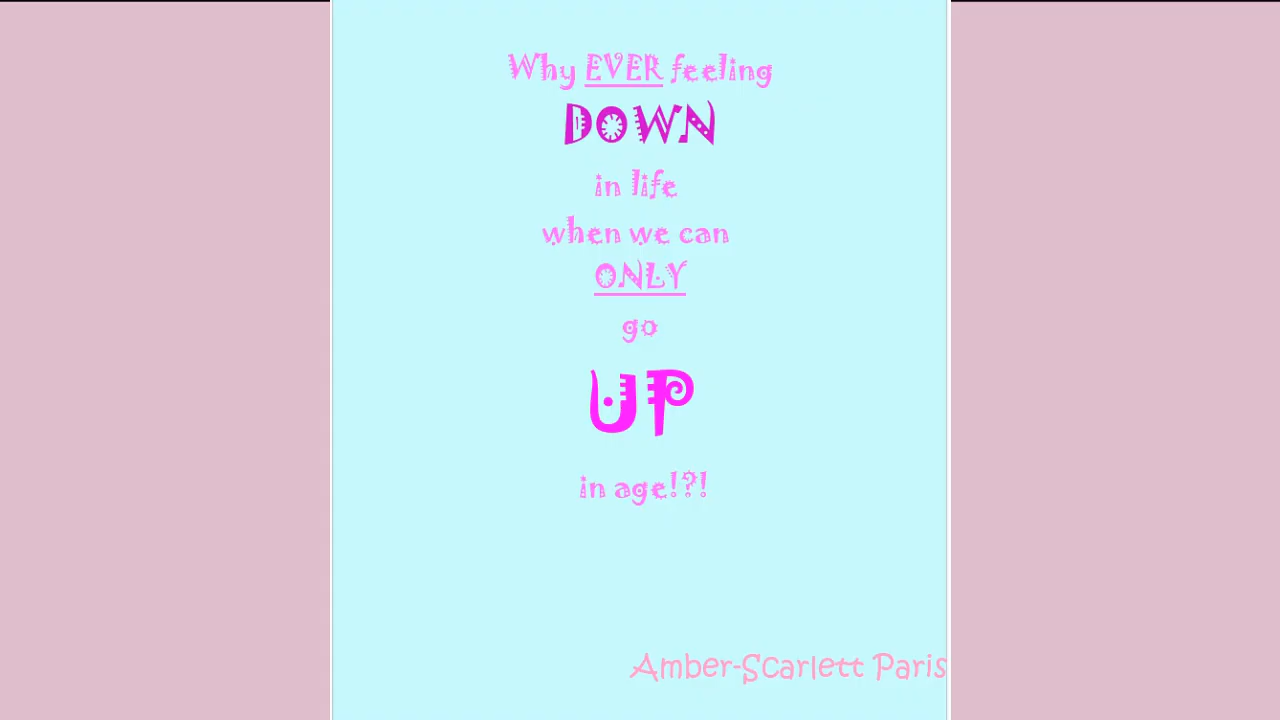 Why EVER feeling
DOWN
in life
when we can
ONLY
go
UP
in age!?!
Amber-Scarlett Paris